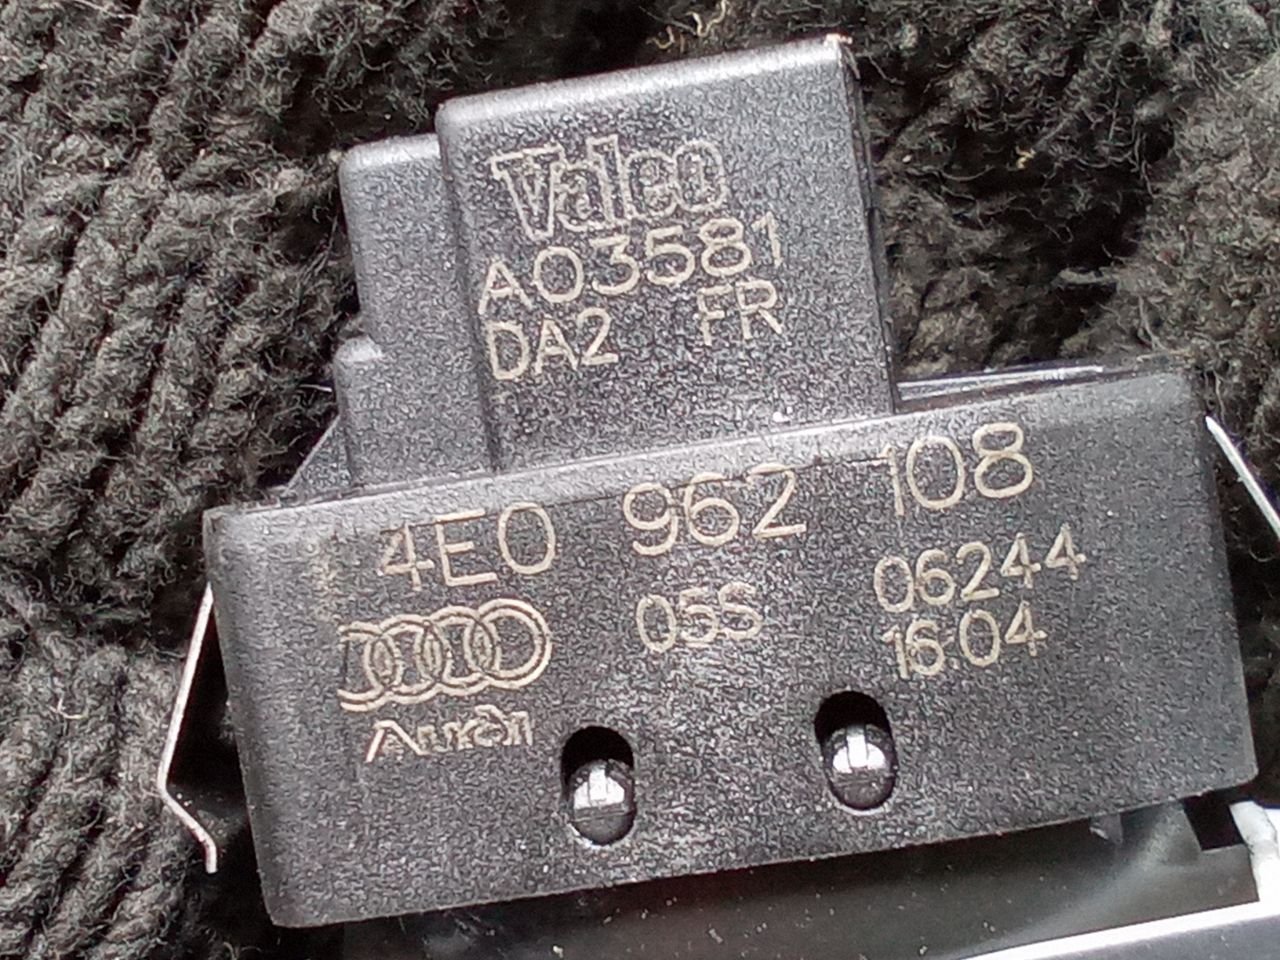 Valeo
A03581
DA2 FR
4E0 962 108
05S 06244
16:04
Audi